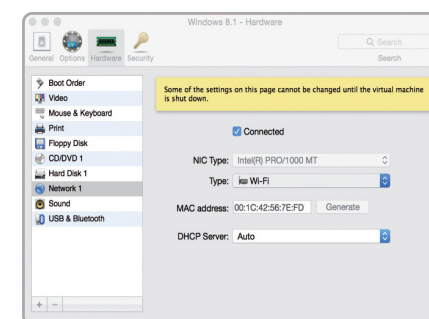 Windows 8.1 - Hardware
Search
General Options Hardware Security Search
Boot Order
Video
Mouse & Keyboard
Print
Floppy Disk
CD/DVD 1
Hard Disk 1
Network 1
Sound
USB & Bluetooth
Some of the settings on this page cannot be changed until the virtual machine
is shut down.
Connected
NIC Type: Intel(R) PRO/1000 MT
Type: Wi-Fi
MAC address: 00:1C:42:56:7E:FD Generate
DHCP Server: Auto
+ −